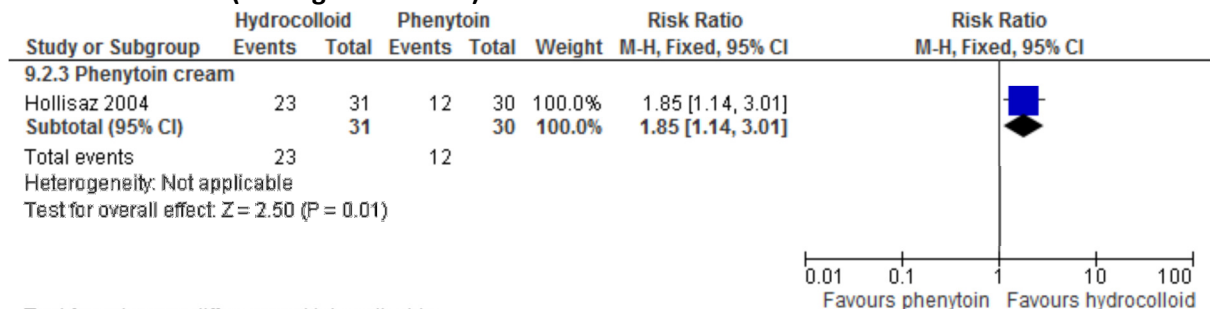 Hydrocolloid Phenytoin Risk Ratio Risk Ratio
Study or Subgroup Events Total Events Total Weight M-H, Fixed, 95% CI M-H, Fixed, 95% CI
9.2.3 Phenytoin cream
Hollisaz 2004 23 31 12 30 100.0% 1.85 [1.14, 3.01]
Subtotal (95% CI) 31 30 100.0% 1.85 [1.14, 3.01]
Total events 23 12
Heterogeneity: Not applicable
Test for overall effect: Z = 2.50 (P = 0.01)
0.01 0.1 1 10 100
Favours phenytoin Favours hydrocolloid